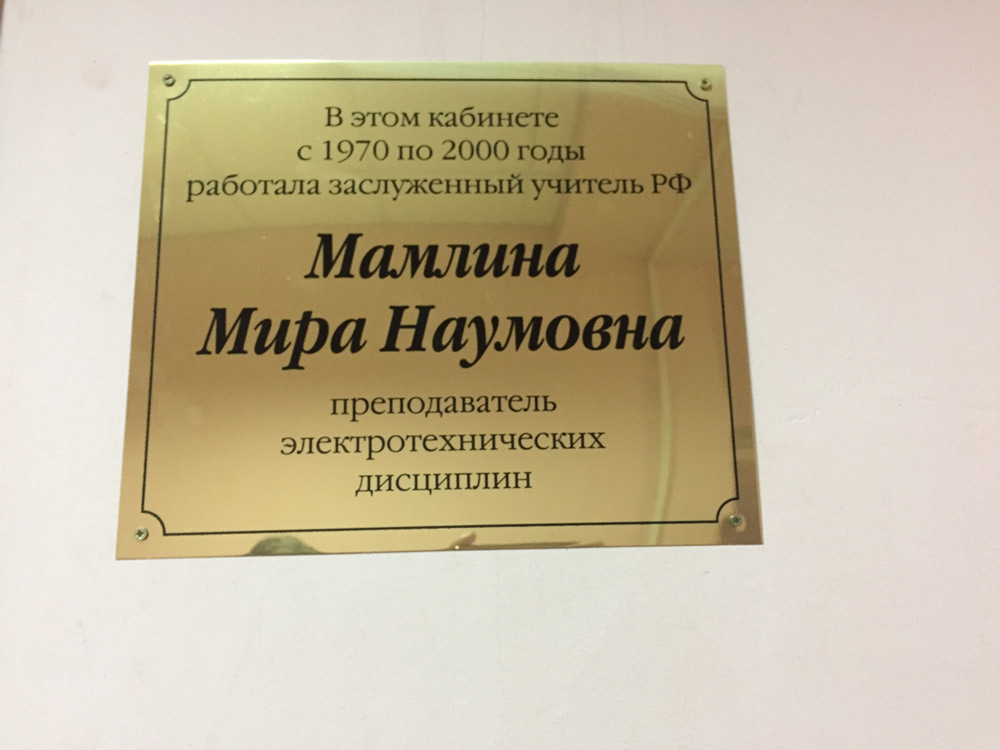 В этом кабинете
с 1970 по 2000 годы
работала заслуженный учитель РФ
Мамлина
Мира Наумовна
преподаватель
электротехнических
дисциплин